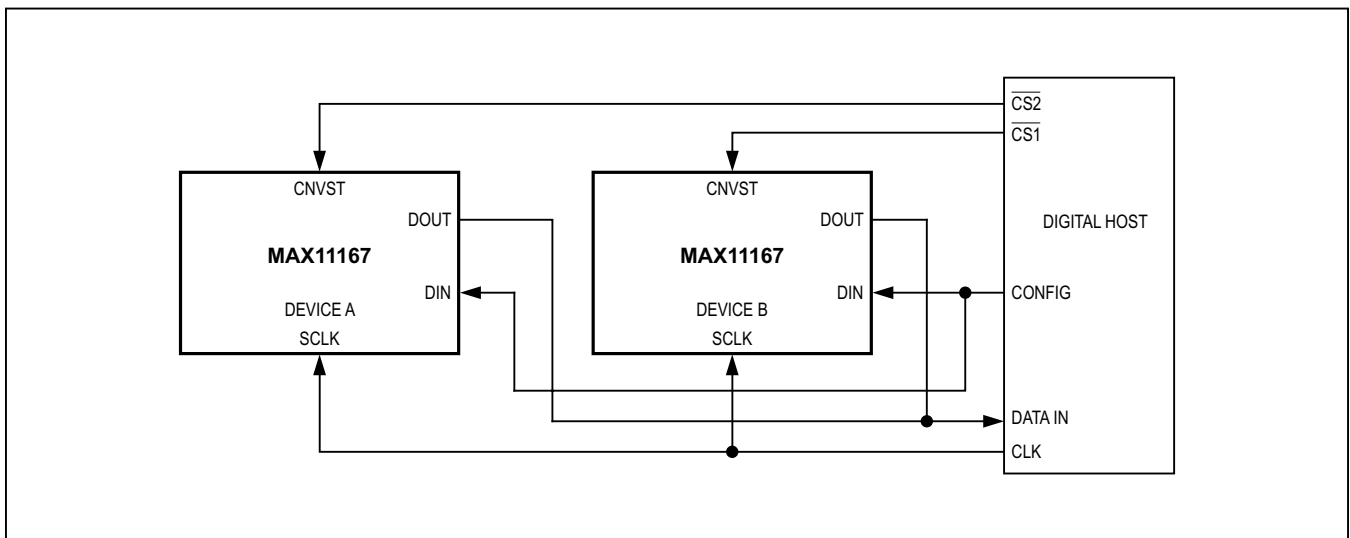 CS2
CS1
CNVST
CNVST
DOUT
DOUT
DIGITAL HOST
MAX11167
MAX11167
DIN
DIN
CONFIG
DEVICE A
DEVICE B
SCLK
SCLK
DATA IN
CLK